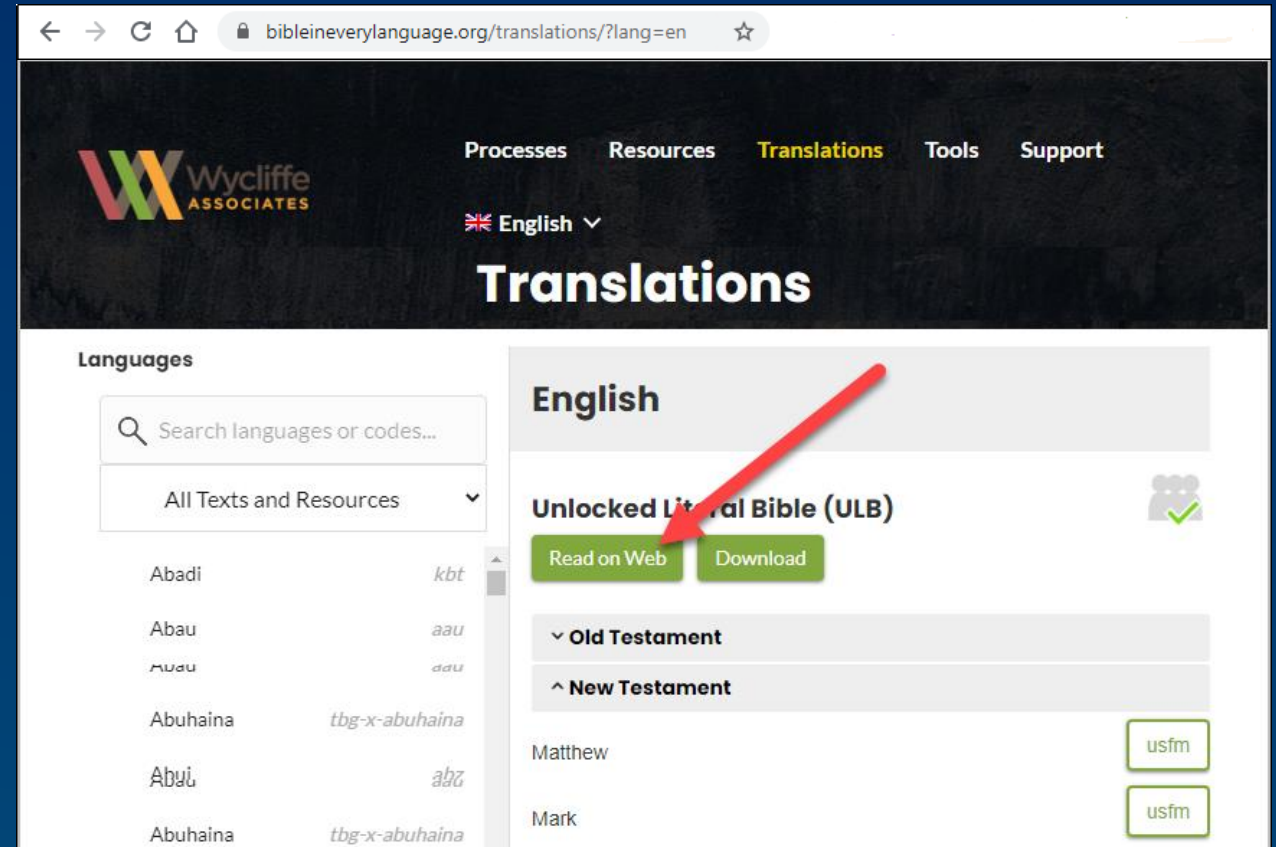 bibleineverylanguage.org/translations/?lang=en
Wycliffe
ASSOCIATES
Processes Resources Translations Tools Support
English
Translations
Languages
Search languages or codes...
All Texts and Resources
Abadi kbt
Abau aau
Abau aau
Abuhaina tbg-x-abuhaina
Abuhaina tbg-x-abuhaina
English
Unlocked Literal Bible (ULB)
Read on Web Download
Old Testament
New Testament
Matthew usfm
Mark usfm